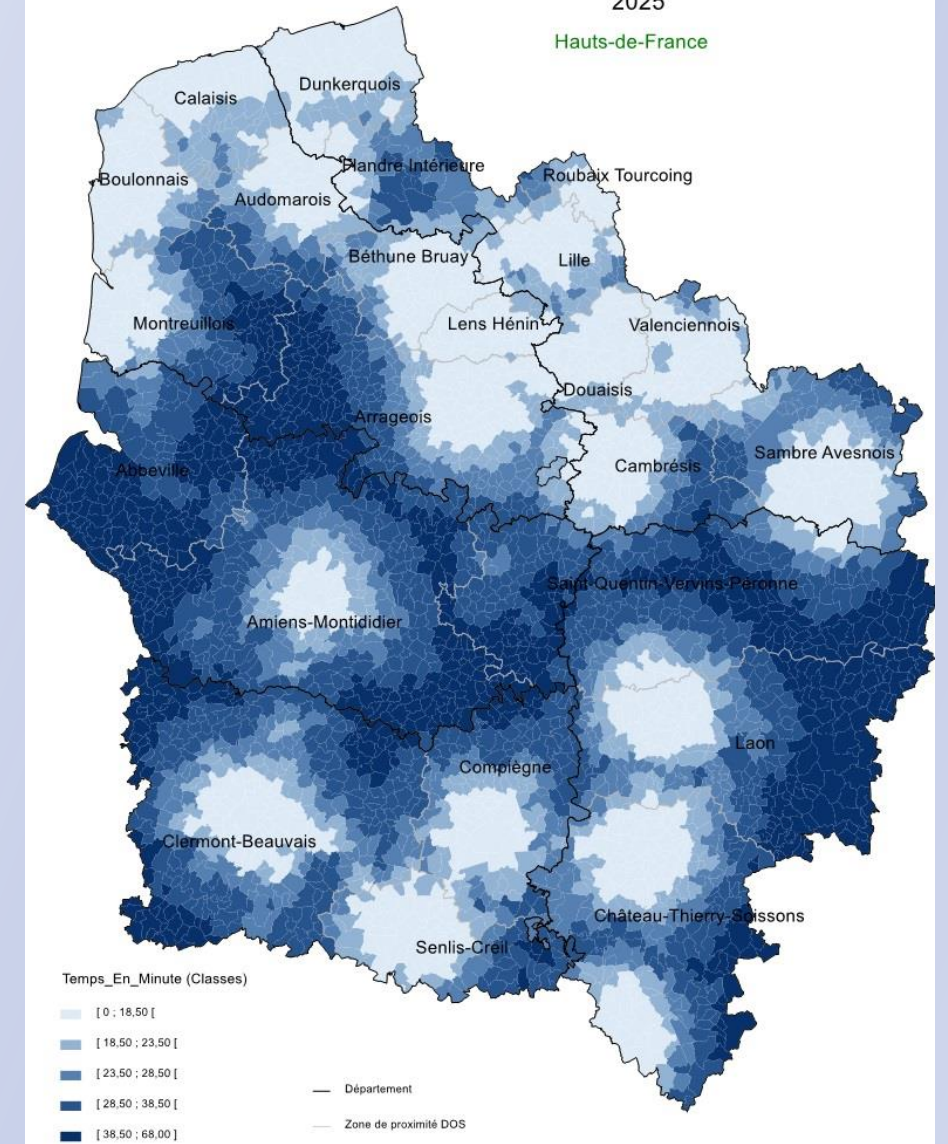 2025
Hauts-de-France
Dunkerquois
Calaisis
Flandre Intérieure
Roubaix Tourcoing
Boulonnais
Audomarois
Béthune Bruay
Lille
Montreuillois
Lens Hénin
Valenciennois
Douaisis
Arrageois
Sambre Avesnois
Cambrésis
Abbeville
Saint-Quentin-Vervins-Péronne
Amiens-Montididier
Laon
Compiègne
Clermont-Beauvais
Château-Thierry-Soissons
Senlis-Creil
Temps_En_Minute (Classes)
[ 0 ; 18,50 [
[ 18,50 ; 23,50 [
[ 23,50 ; 28,50 [
[ 28,50 ; 38,50 [
[ 38,50 ; 68,00 ]
Département
Zone de proximité DOS